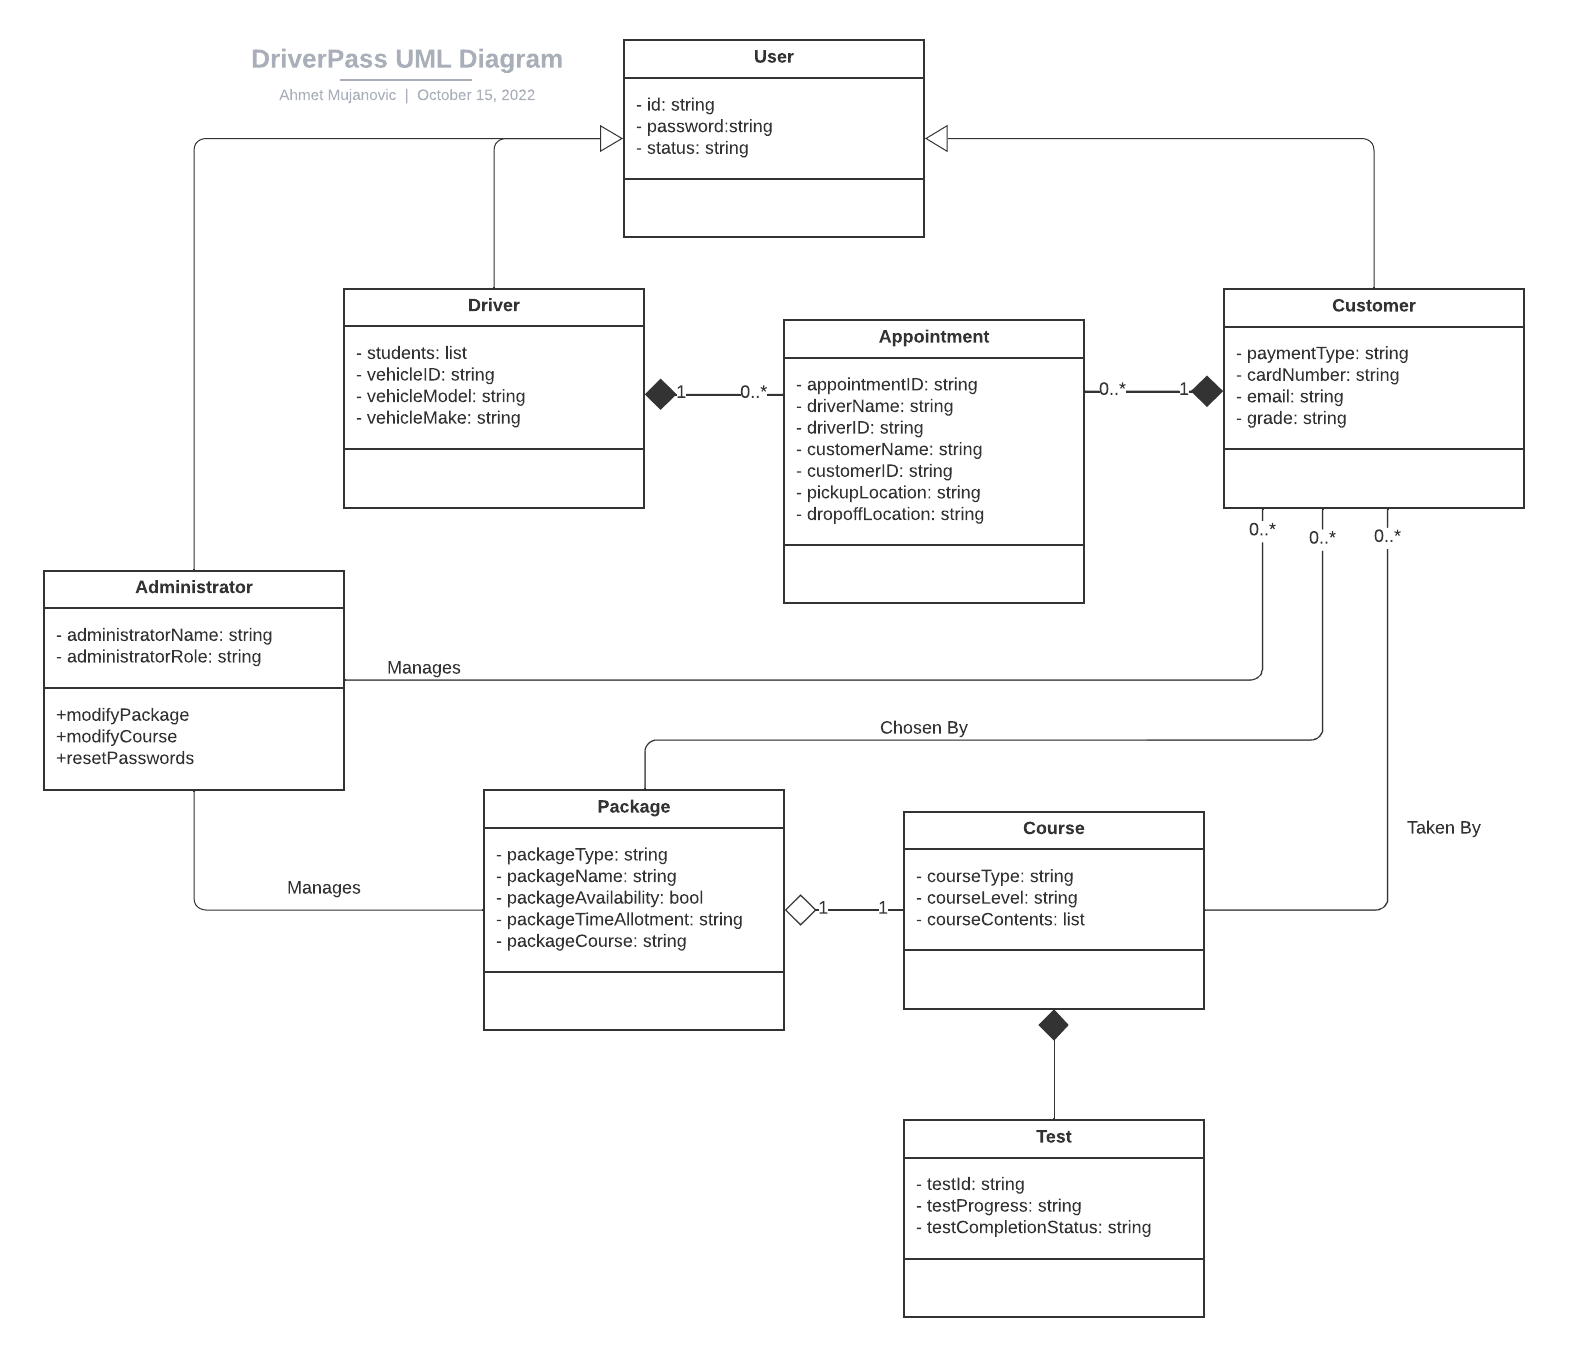 DriverPass UML Diagram
Ahmet Mujanovic | October 15, 2022
User
- id: string
- password:string
- status: string
Driver
- students: list
- vehicleID: string
- vehicleModel: string
- vehicleMake: string
1
0..*
Appointment
- appointmentID: string
- driverName: string
- driverID: string
- customerName: string
- customerID: string
- pickupLocation: string
- dropoffLocation: string
0..*
1
Customer
- paymentType: string
- cardNumber: string
- email: string
- grade: string
0..*
0..*
0..*
Administrator
- administratorName: string
- administratorRole: string
+modifyPackage
+modifyCourse
+resetPasswords
Manages
Chosen By
Taken By
Manages
Package
- packageType: string
- packageName: string
- packageAvailability: bool
- packageTimeAllotment: string
- packageCourse: string
1
1
Course
- courseType: string
- courseLevel: string
- courseContents: list
Test
- testId: string
- testProgress: string
- testCompletionStatus: string